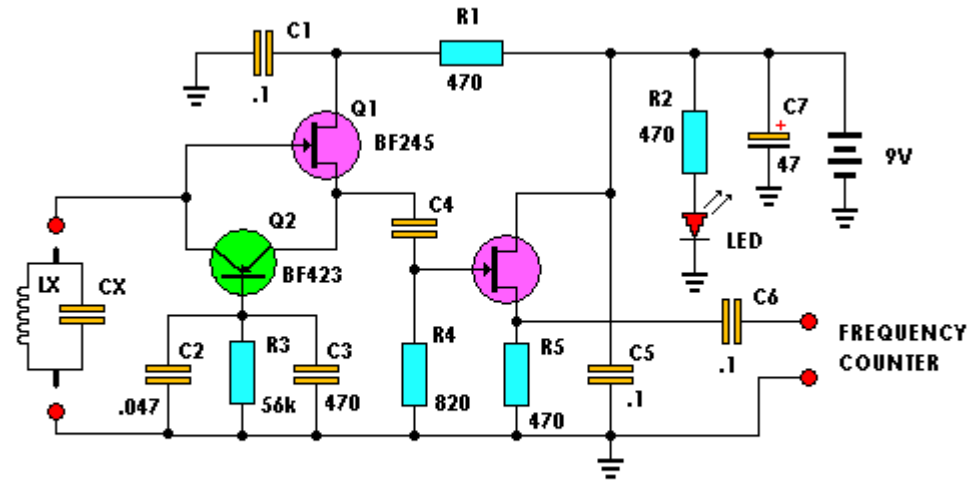 C1
.1
R1
470
Q1
BF245
R2
470
C7
+
47
9V
C4
Q2
BF423
LED
LX
CX
C6
.1
FREQUENCY
COUNTER
C2
.047
R3
56k
C3
470
R4
820
R5
470
C5
.1